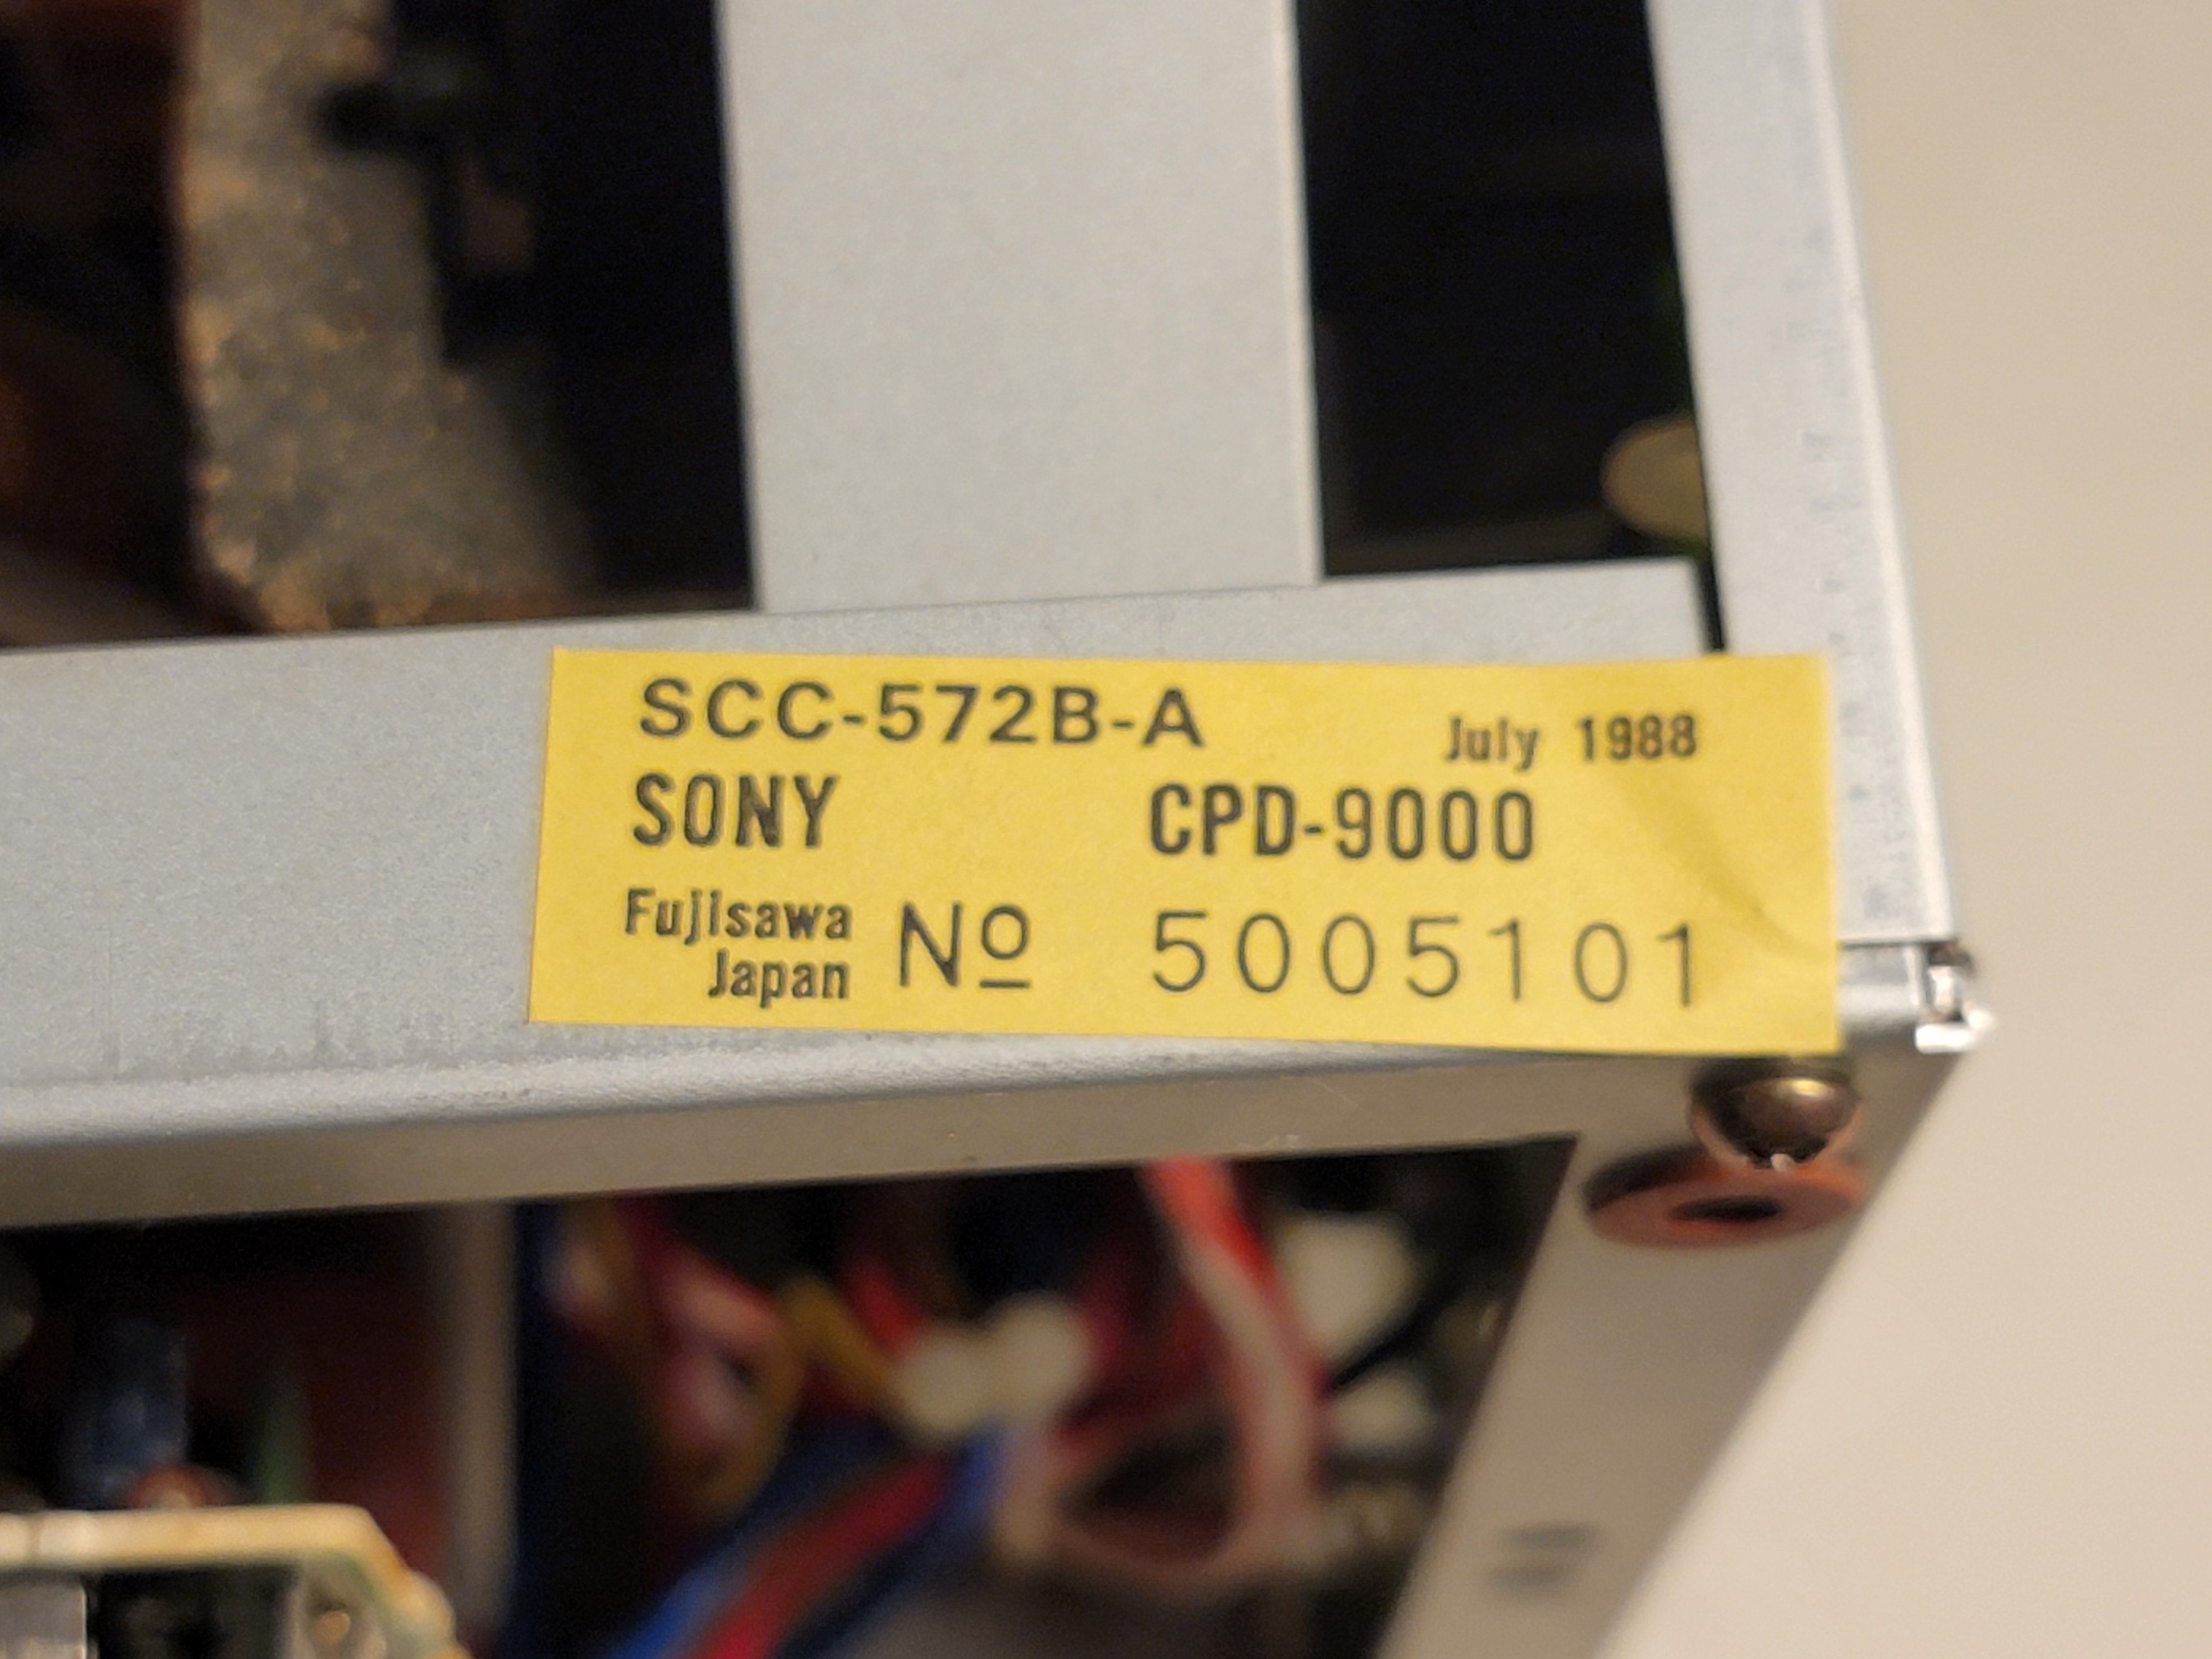 SCC-572B-A July 1988
SONY CPD-9000
Fujisawa
Japan
Nº 5005101